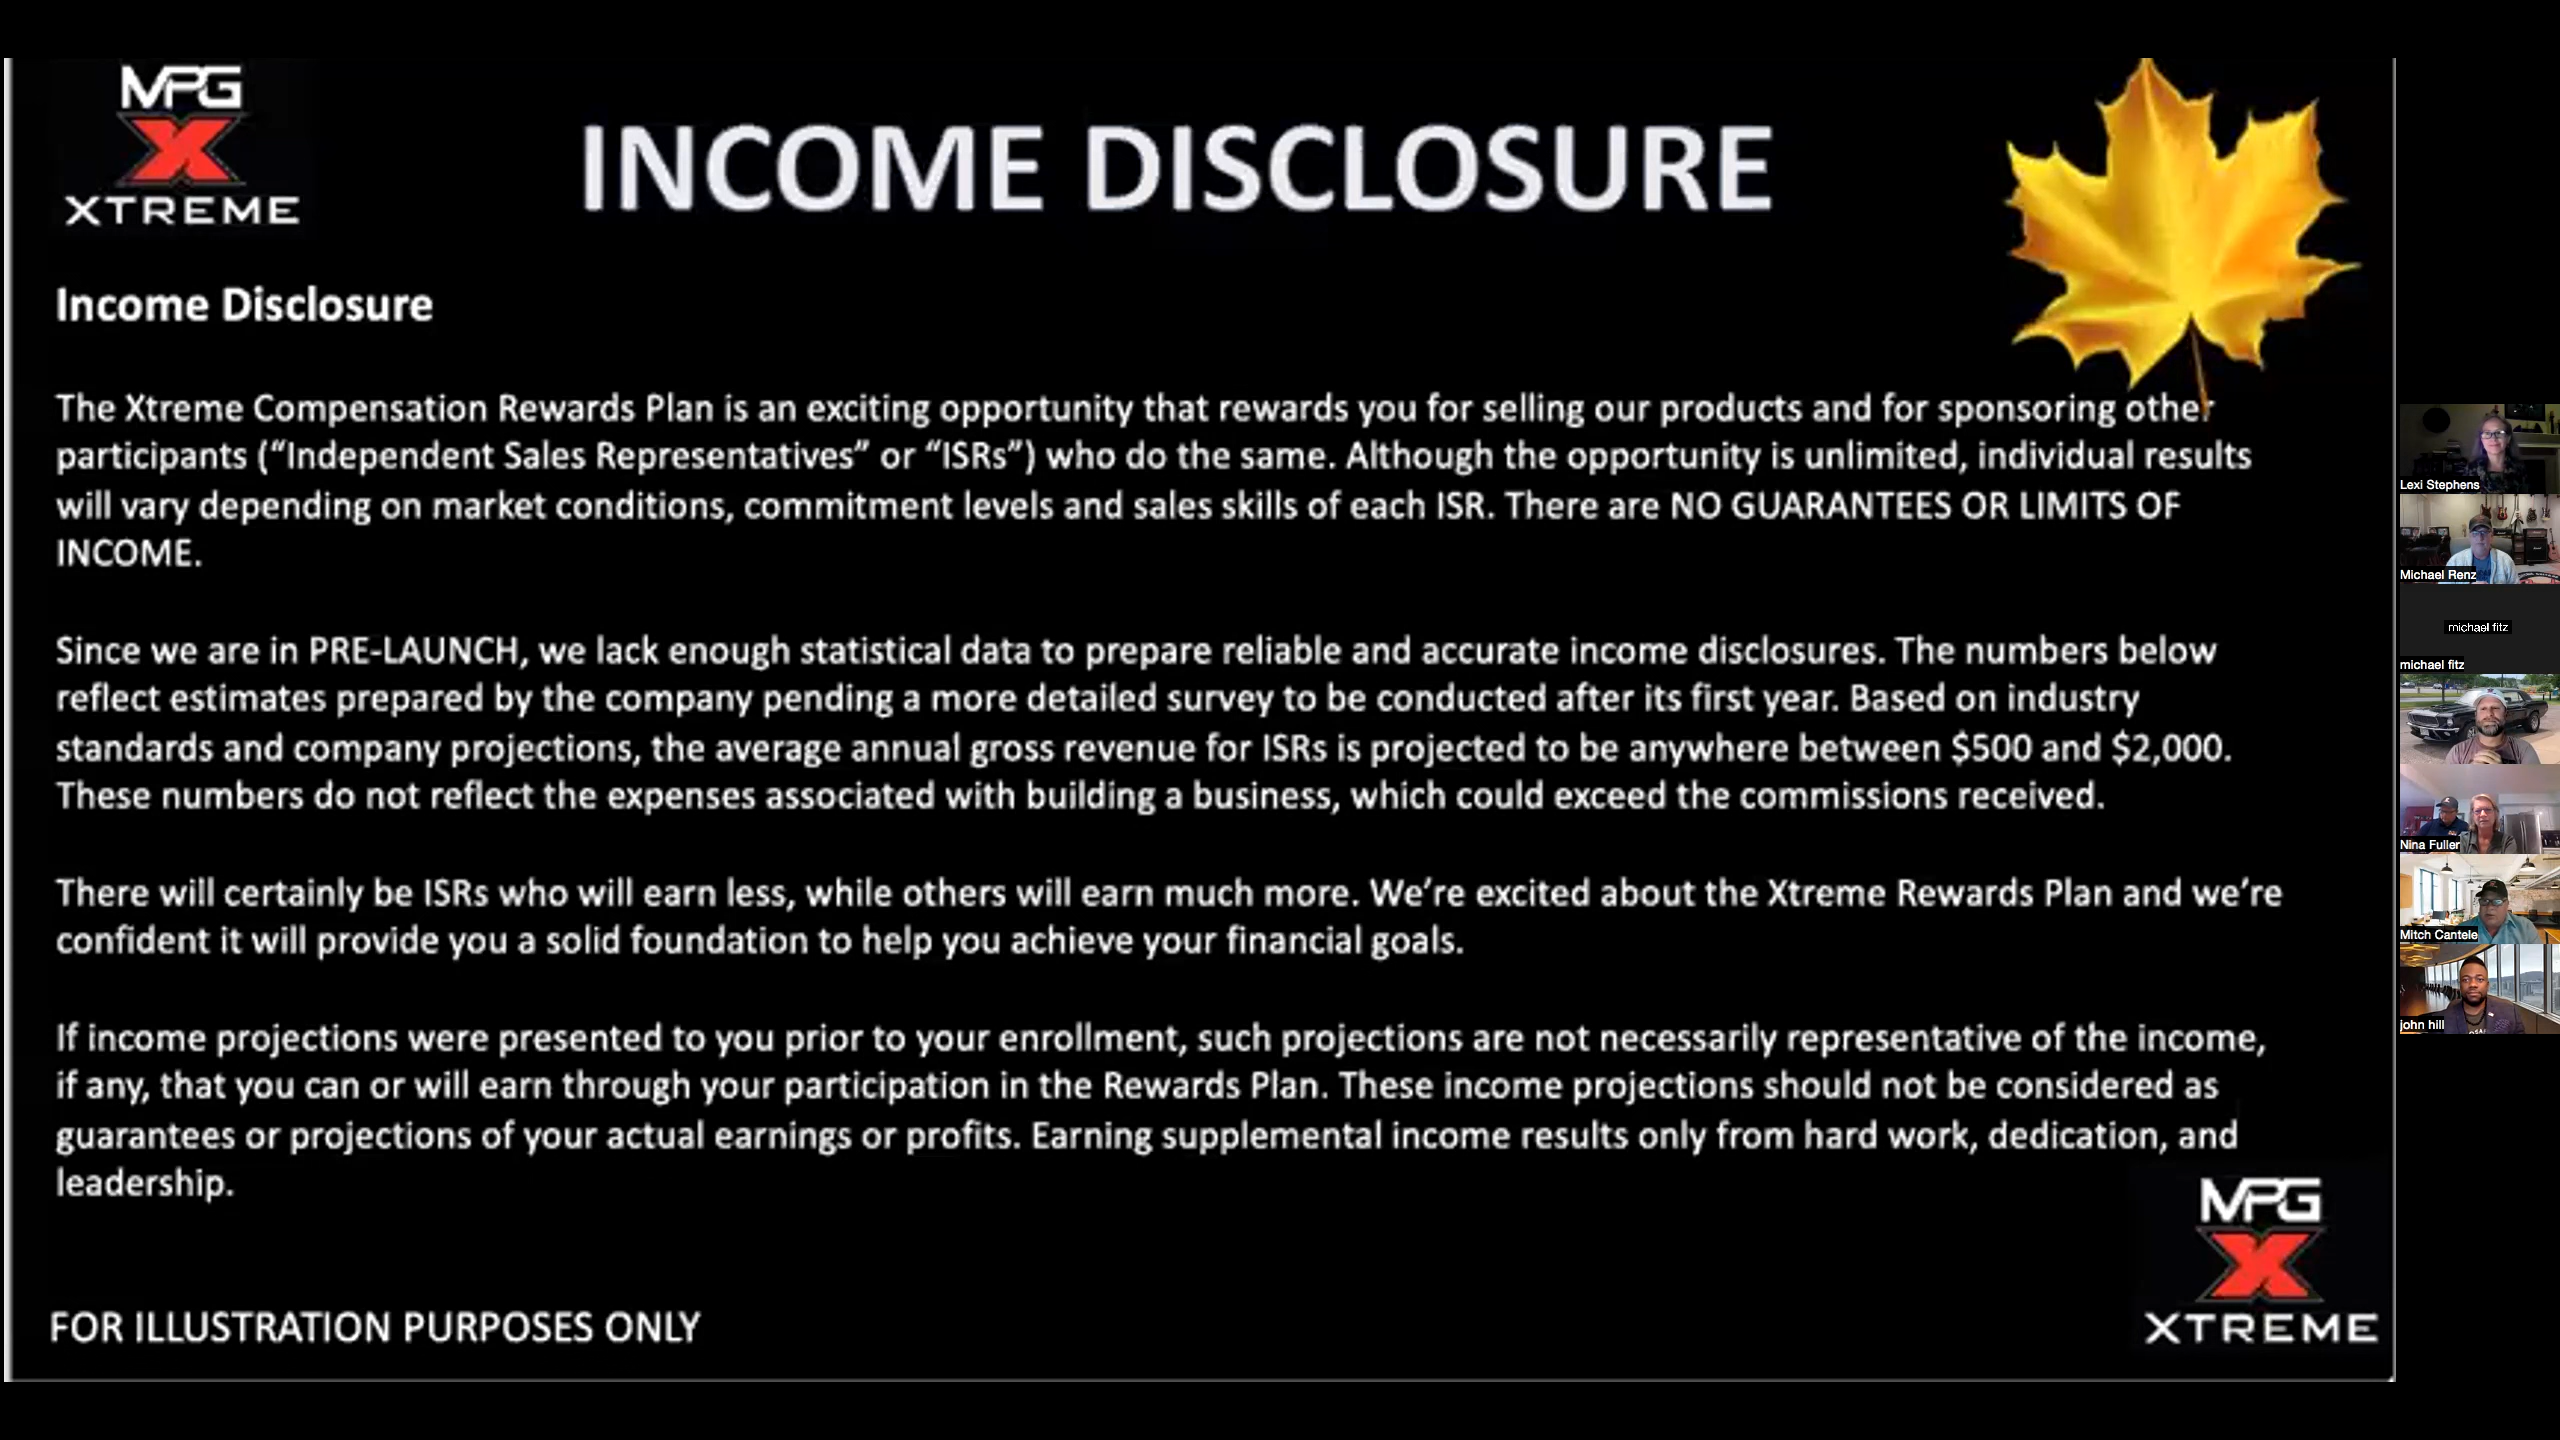 MPG
X
XTREME
INCOME DISCLOSURE
Income Disclosure
The Xtreme Compensation Rewards Plan is an exciting opportunity that rewards you for selling our products and for sponsoring other
participants (“Independent Sales Representatives” or “ISRs”) who do the same. Although the opportunity is unlimited, individual results
will vary depending on market conditions, commitment levels and sales skills of each ISR. There are NO GUARANTEES OR LIMITS OF
INCOME.
Since we are in PRE-LAUNCH, we lack enough statistical data to prepare reliable and accurate income disclosures. The numbers below
reflect estimates prepared by the company pending a more detailed survey to be conducted after its first year. Based on industry
standards and company projections, the average annual gross revenue for ISRs is projected to be anywhere between $500 and $2,000.
These numbers do not reflect the expenses associated with building a business, which could exceed the commissions received.
There will certainly be ISRs who will earn less, while others will earn much more. We’re excited about the Xtreme Rewards Plan and we’re
confident it will provide you a solid foundation to help you achieve your financial goals.
If income projections were presented to you prior to your enrollment, such projections are not necessarily representative of the income,
if any, that you can or will earn through your participation in the Rewards Plan. These income projections should not be considered as
guarantees or projections of your actual earnings or profits. Earning supplemental income results only from hard work, dedication, and
leadership.
FOR ILLUSTRATION PURPOSES ONLY
MPG
X
XTREME
Lexi Stephens
Michael Renz
michael fitz
michael fitz
Nina Fuller
Mitch Cantele
john hill